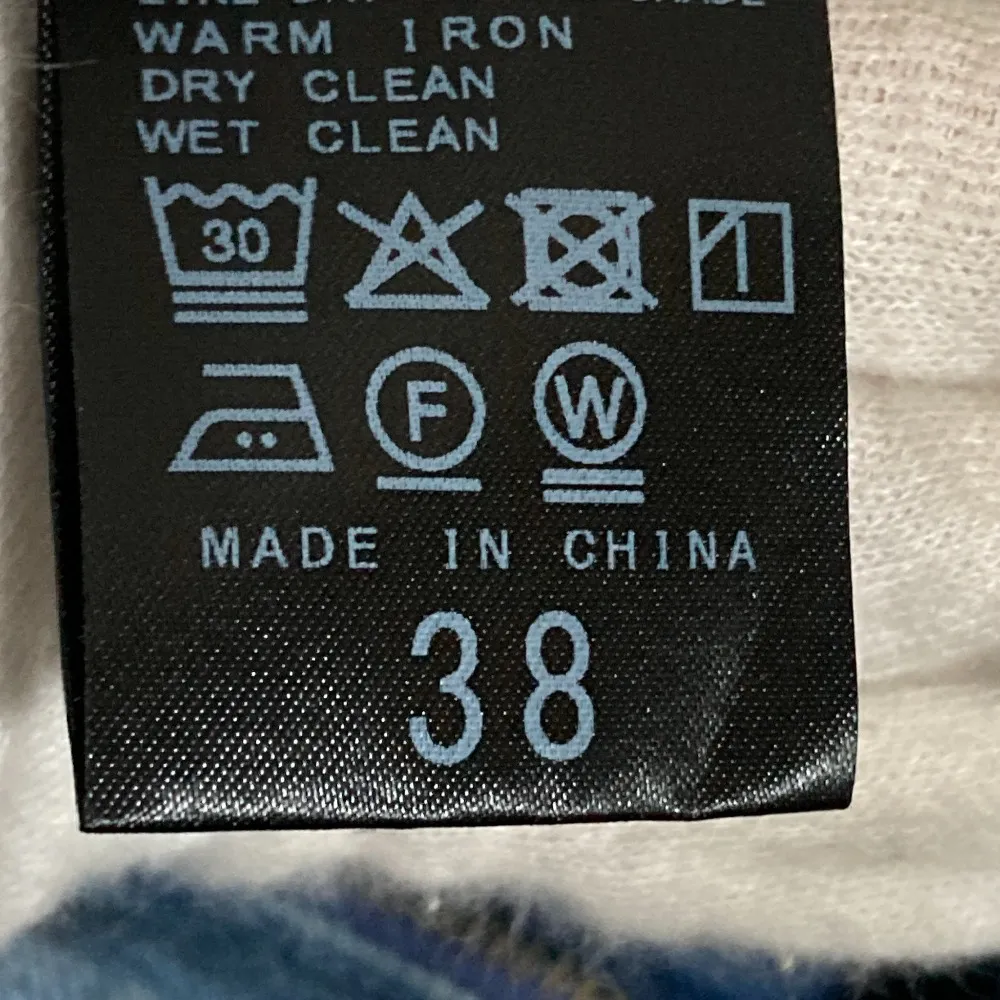 WARM IRON
DRY CLEAN
WET CLEAN
30
F W
MADE IN CHINA
38